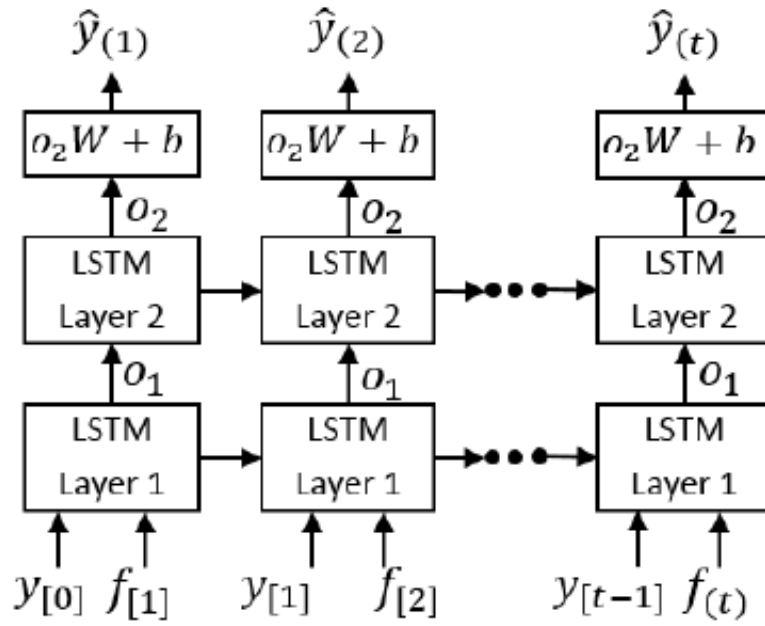 ŷ(1) ŷ(2) ŷ(t)
o₂W + b o₂W + b o₂W + b
o₂ o₂ o₂
LSTM LSTM LSTM
Layer 2 Layer 2 Layer 2
o₁ o₁ o₁
LSTM LSTM LSTM
Layer 1 Layer 1 Layer 1
y[0] f[1] y[1] f[2] y[t−1] f(t)